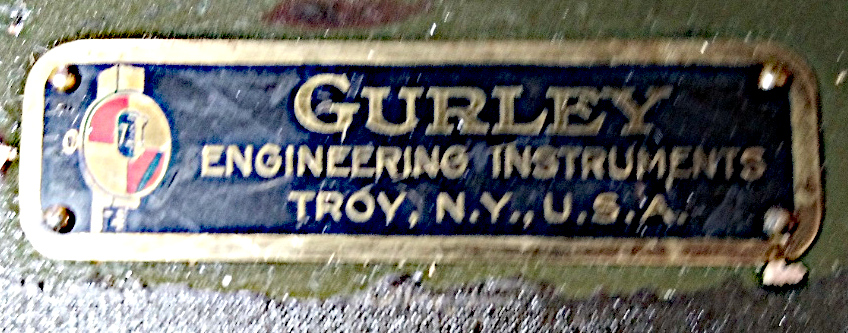 GURLEY
ENGINEERING INSTRUMENTS
TROY, N.Y., U.S.A.